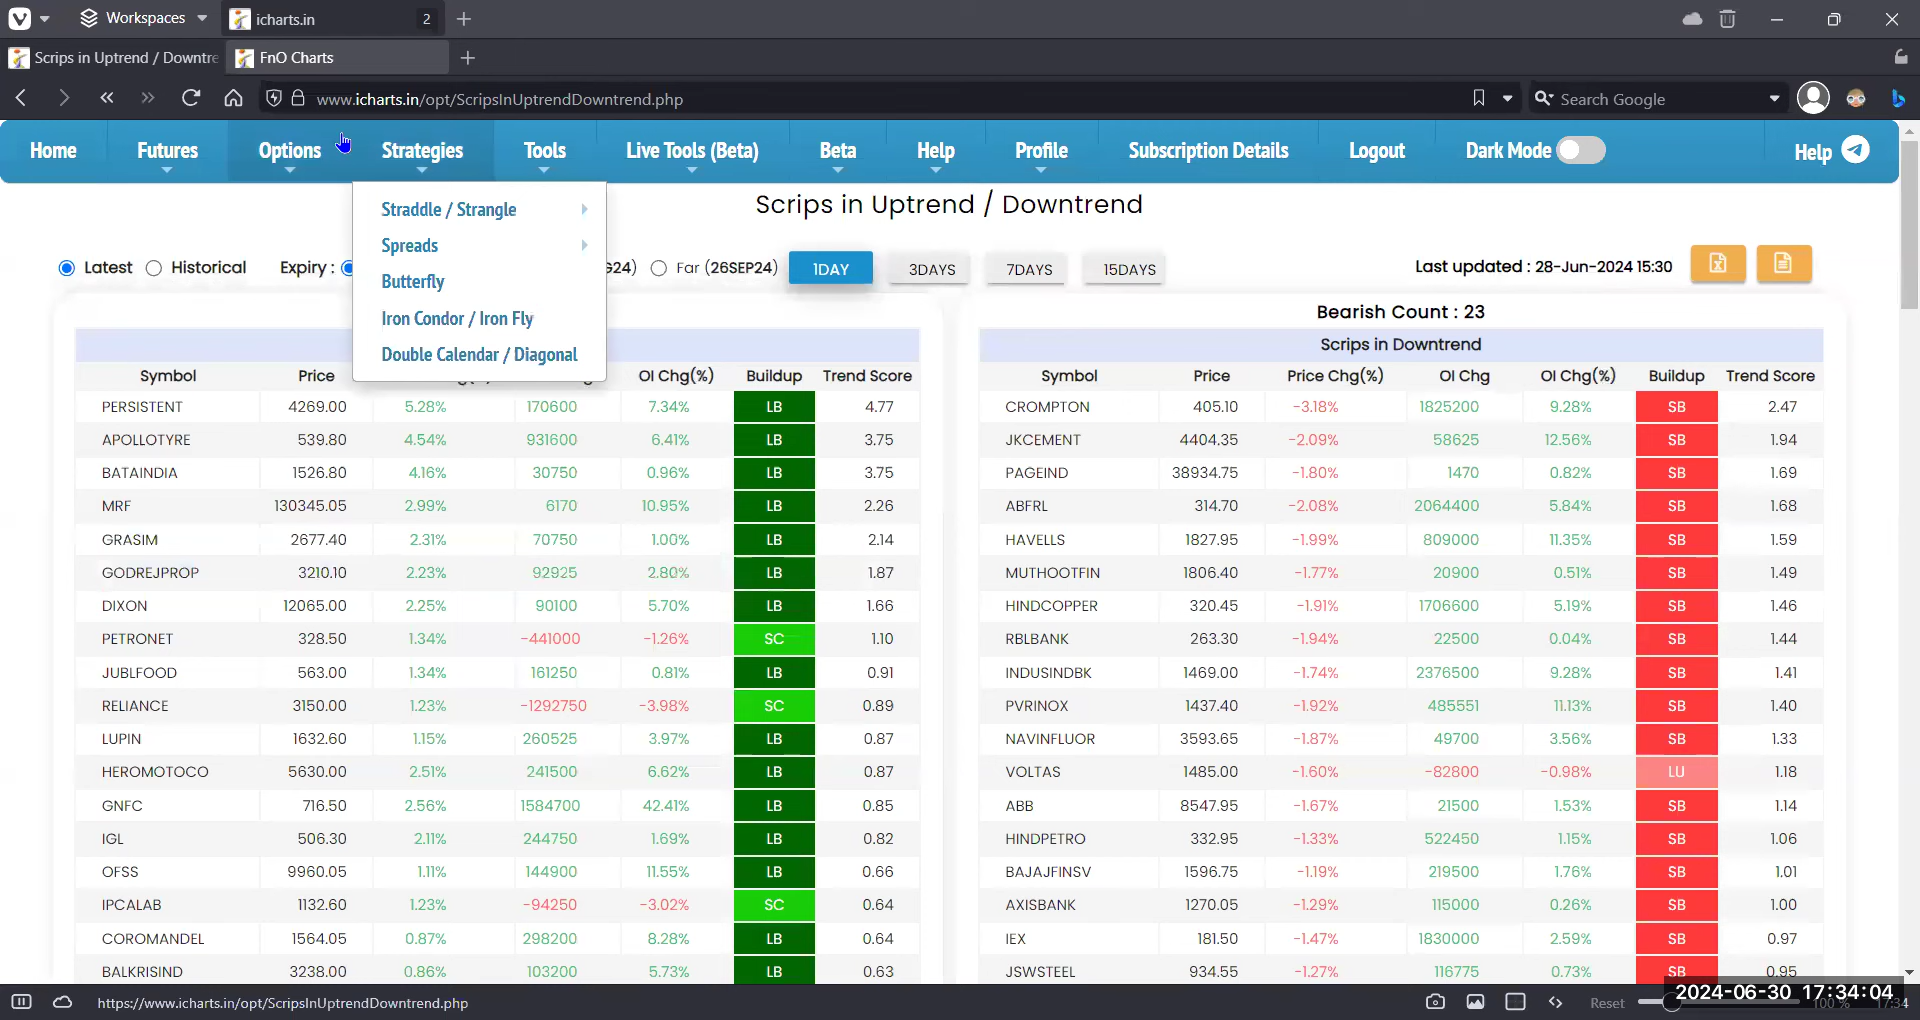 Workspaces
icharts.in
2
Scrips in Uptrend / Downtre
FnO Charts
www.icharts.in/opt/ScripsInUptrendDowntrend.php
Search Google
Home Futures Options Strategies Tools Live Tools (Beta) Beta Help Profile Subscription Details Logout Dark Mode Help
Straddle / Strangle
Spreads
Butterfly
Iron Condor / Iron Fly
Double Calendar / Diagonal
Scrips in Uptrend / Downtrend
Latest Historical Expiry : G24) Far (26SEP24) 1DAY 3DAYS 7DAYS 15DAYS Last updated : 28-Jun-2024 15:30
Symbol Price OI Chg(%) Buildup Trend Score
PERSISTENT 4269.00 5.28% 170600 7.34% LB 4.77
APOLLOTYRE 539.80 4.54% 931600 6.41% LB 3.75
BATAINDIA 1526.80 4.16% 30750 0.96% LB 3.75
MRF 130345.05 2.99% 6170 10.95% LB 2.26
GRASIM 2677.40 2.31% 70750 1.00% LB 2.14
GODREJPROP 3210.10 2.23% 92925 2.80% LB 1.87
DIXON 12065.00 2.25% 90100 5.70% LB 1.66
PETRONET 328.50 1.34% -441000 -1.26% SC 1.10
JUBLFOOD 563.00 1.34% 161250 0.81% LB 0.91
RELIANCE 3150.00 1.23% -1292750 -3.98% SC 0.89
LUPIN 1632.60 1.15% 260525 3.97% LB 0.87
HEROMOTOCO 5630.00 2.51% 241500 6.62% LB 0.87
GNFC 716.50 2.56% 1584700 42.41% LB 0.85
IGL 506.30 2.11% 244750 1.69% LB 0.82
OFSS 9960.05 1.11% 144900 11.55% LB 0.66
IPCALAB 1132.60 1.23% -94250 -3.02% SC 0.64
COROMANDEL 1564.05 0.87% 298200 8.28% LB 0.64
BALKRISIND 3238.00 0.86% 103200 5.73% LB 0.63
Bearish Count : 23
Scrips in Downtrend
Symbol Price Price Chg(%) OI Chg OI Chg(%) Buildup Trend Score
CROMPTON 405.10 -3.18% 1825200 9.28% SB 2.47
JKCEMENT 4404.35 -2.09% 58625 12.56% SB 1.94
PAGEIND 38934.75 -1.80% 1470 0.82% SB 1.69
ABFRL 314.70 -2.08% 2064400 5.84% SB 1.68
HAVELLS 1827.95 -1.99% 809000 11.35% SB 1.59
MUTHOOTFIN 1806.40 -1.77% 20900 0.51% SB 1.49
HINDCOPPER 320.45 -1.91% 1706600 5.19% SB 1.46
RBLBANK 263.30 -1.94% 22500 0.04% SB 1.44
INDUSINDBK 1469.00 -1.74% 2376500 9.28% SB 1.41
PVRINOX 1437.40 -1.92% 485551 11.13% SB 1.40
NAVINFLUOR 3593.65 -1.87% 49700 3.56% SB 1.33
VOLTAS 1485.00 -1.60% -82800 -0.98% LU 1.18
ABB 8547.95 -1.67% 21500 1.53% SB 1.14
HINDPETRO 332.95 -1.33% 522450 1.15% SB 1.06
BAJAJFINSV 1596.75 -1.19% 219500 1.76% SB 1.01
AXISBANK 1270.05 -1.29% 115000 0.26% SB 1.00
IEX 181.50 -1.47% 1830000 2.59% SB 0.97
JSWSTEEL 934.55 -1.27% 116775 0.73% SB 0.95
https://www.icharts.in/opt/ScripsInUptrendDowntrend.php
Reset
2024-06-30 17:34:04
100 % 17:34